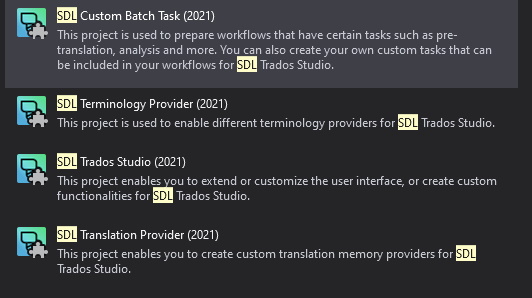 SDL Custom Batch Task (2021)
This project is used to prepare workflows that have certain tasks such as pre-
translation, analysis and more. You can also create your own custom tasks that can
be included in your workflows for SDL Trados Studio.
SDL Terminology Provider (2021)
This project is used to enable different terminology providers for SDL Trados Studio.
SDL Trados Studio (2021)
This project enables you to extend or customize the user interface, or create custom
functionalities for SDL Trados Studio.
SDL Translation Provider (2021)
This project enables you to create custom translation memory providers for SDL
Trados Studio.